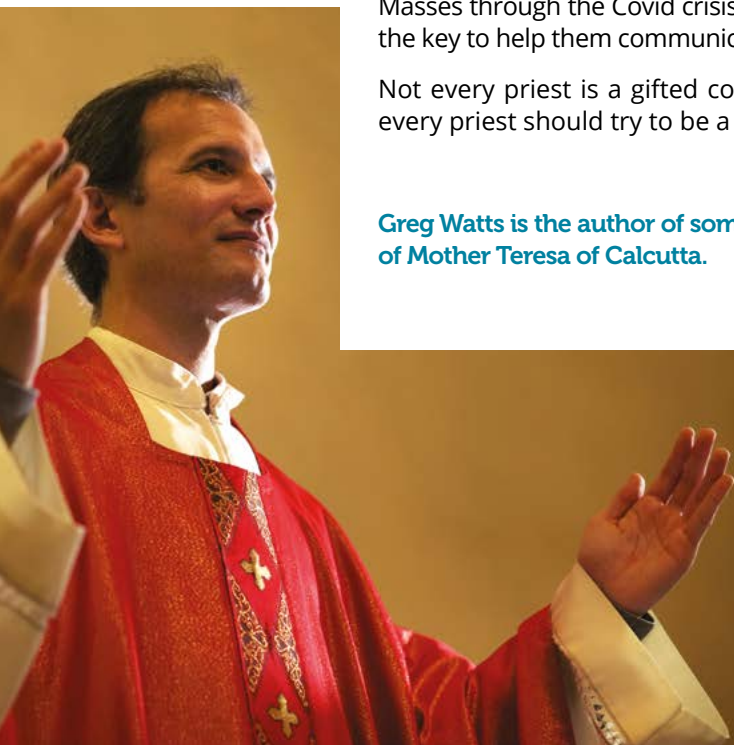 Masses through the Covid crisis
the key to help them communic
Not every priest is a gifted co
every priest should try to be a
Greg Watts is the author of som
of Mother Teresa of Calcutta.